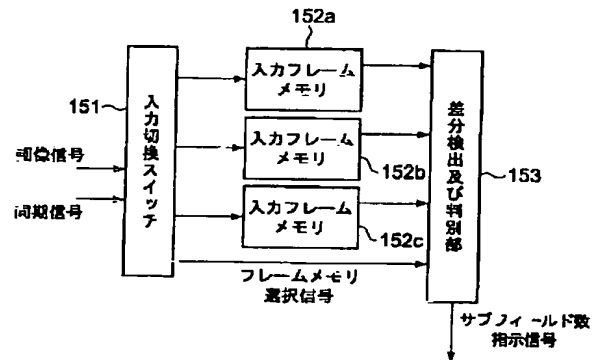 152a
151
入力切換スイッチ
入力フレーム
メモリ
入力フレーム
メモリ
152b
入力フレーム
メモリ
152c
差分検出及び判別部
153
画像信号
同期信号
フレームメモリ
選択信号
サブフィールド数
指示信号